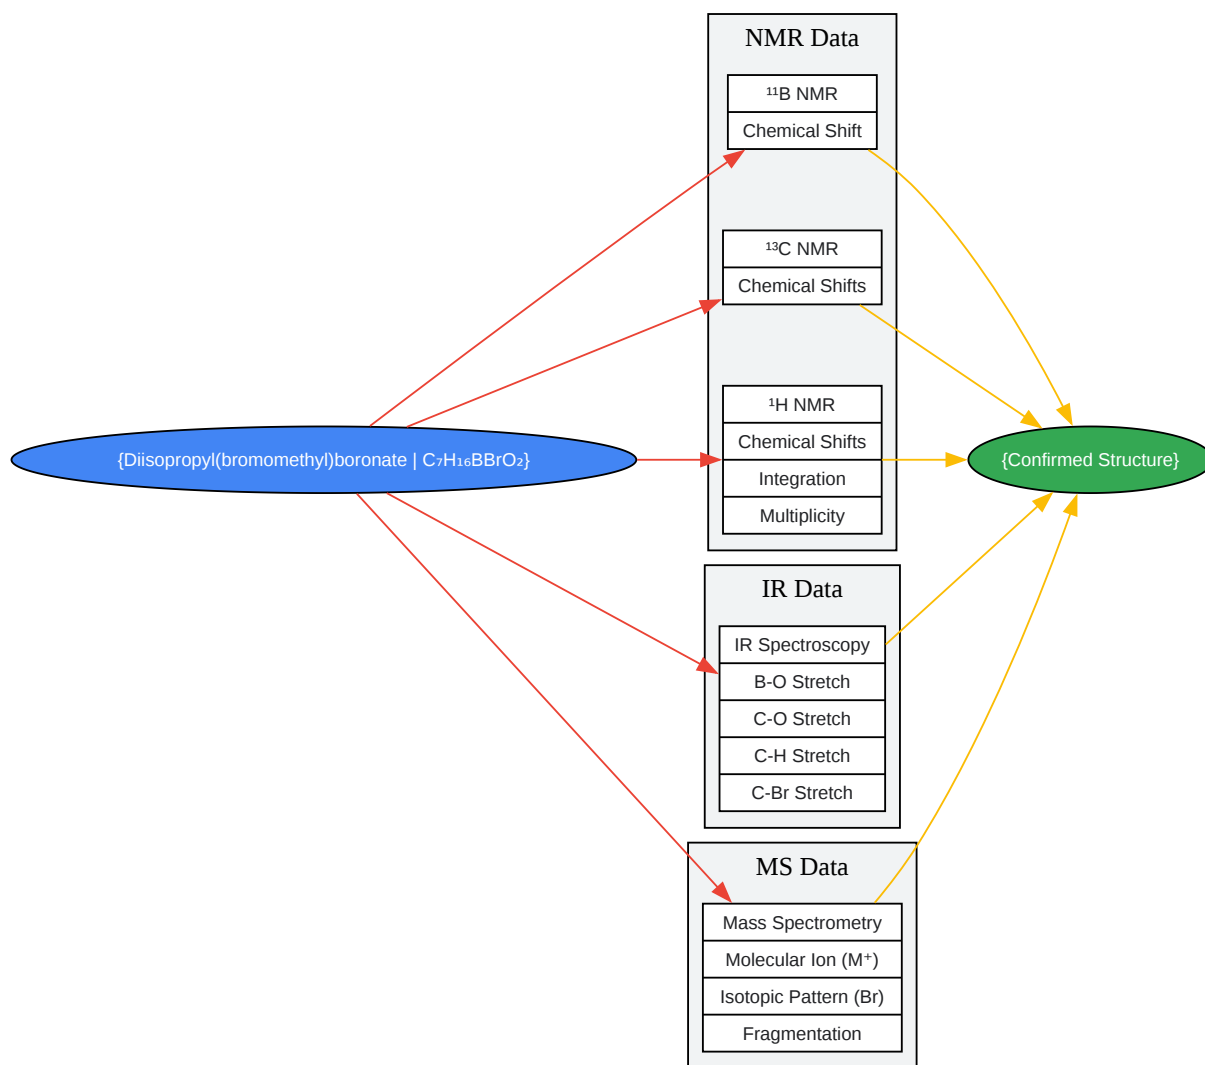 NMR Data
¹¹B NMR
Chemical Shift
¹³C NMR
Chemical Shifts
¹H NMR
Chemical Shifts
Integration
Multiplicity
{Diisopropyl(bromomethyl)boronate | C₇H₁₆BBrO₂}
{Confirmed Structure}
IR Data
IR Spectroscopy
B-O Stretch
C-O Stretch
C-H Stretch
C-Br Stretch
MS Data
Mass Spectrometry
Molecular Ion (M⁺)
Isotopic Pattern (Br)
Fragmentation